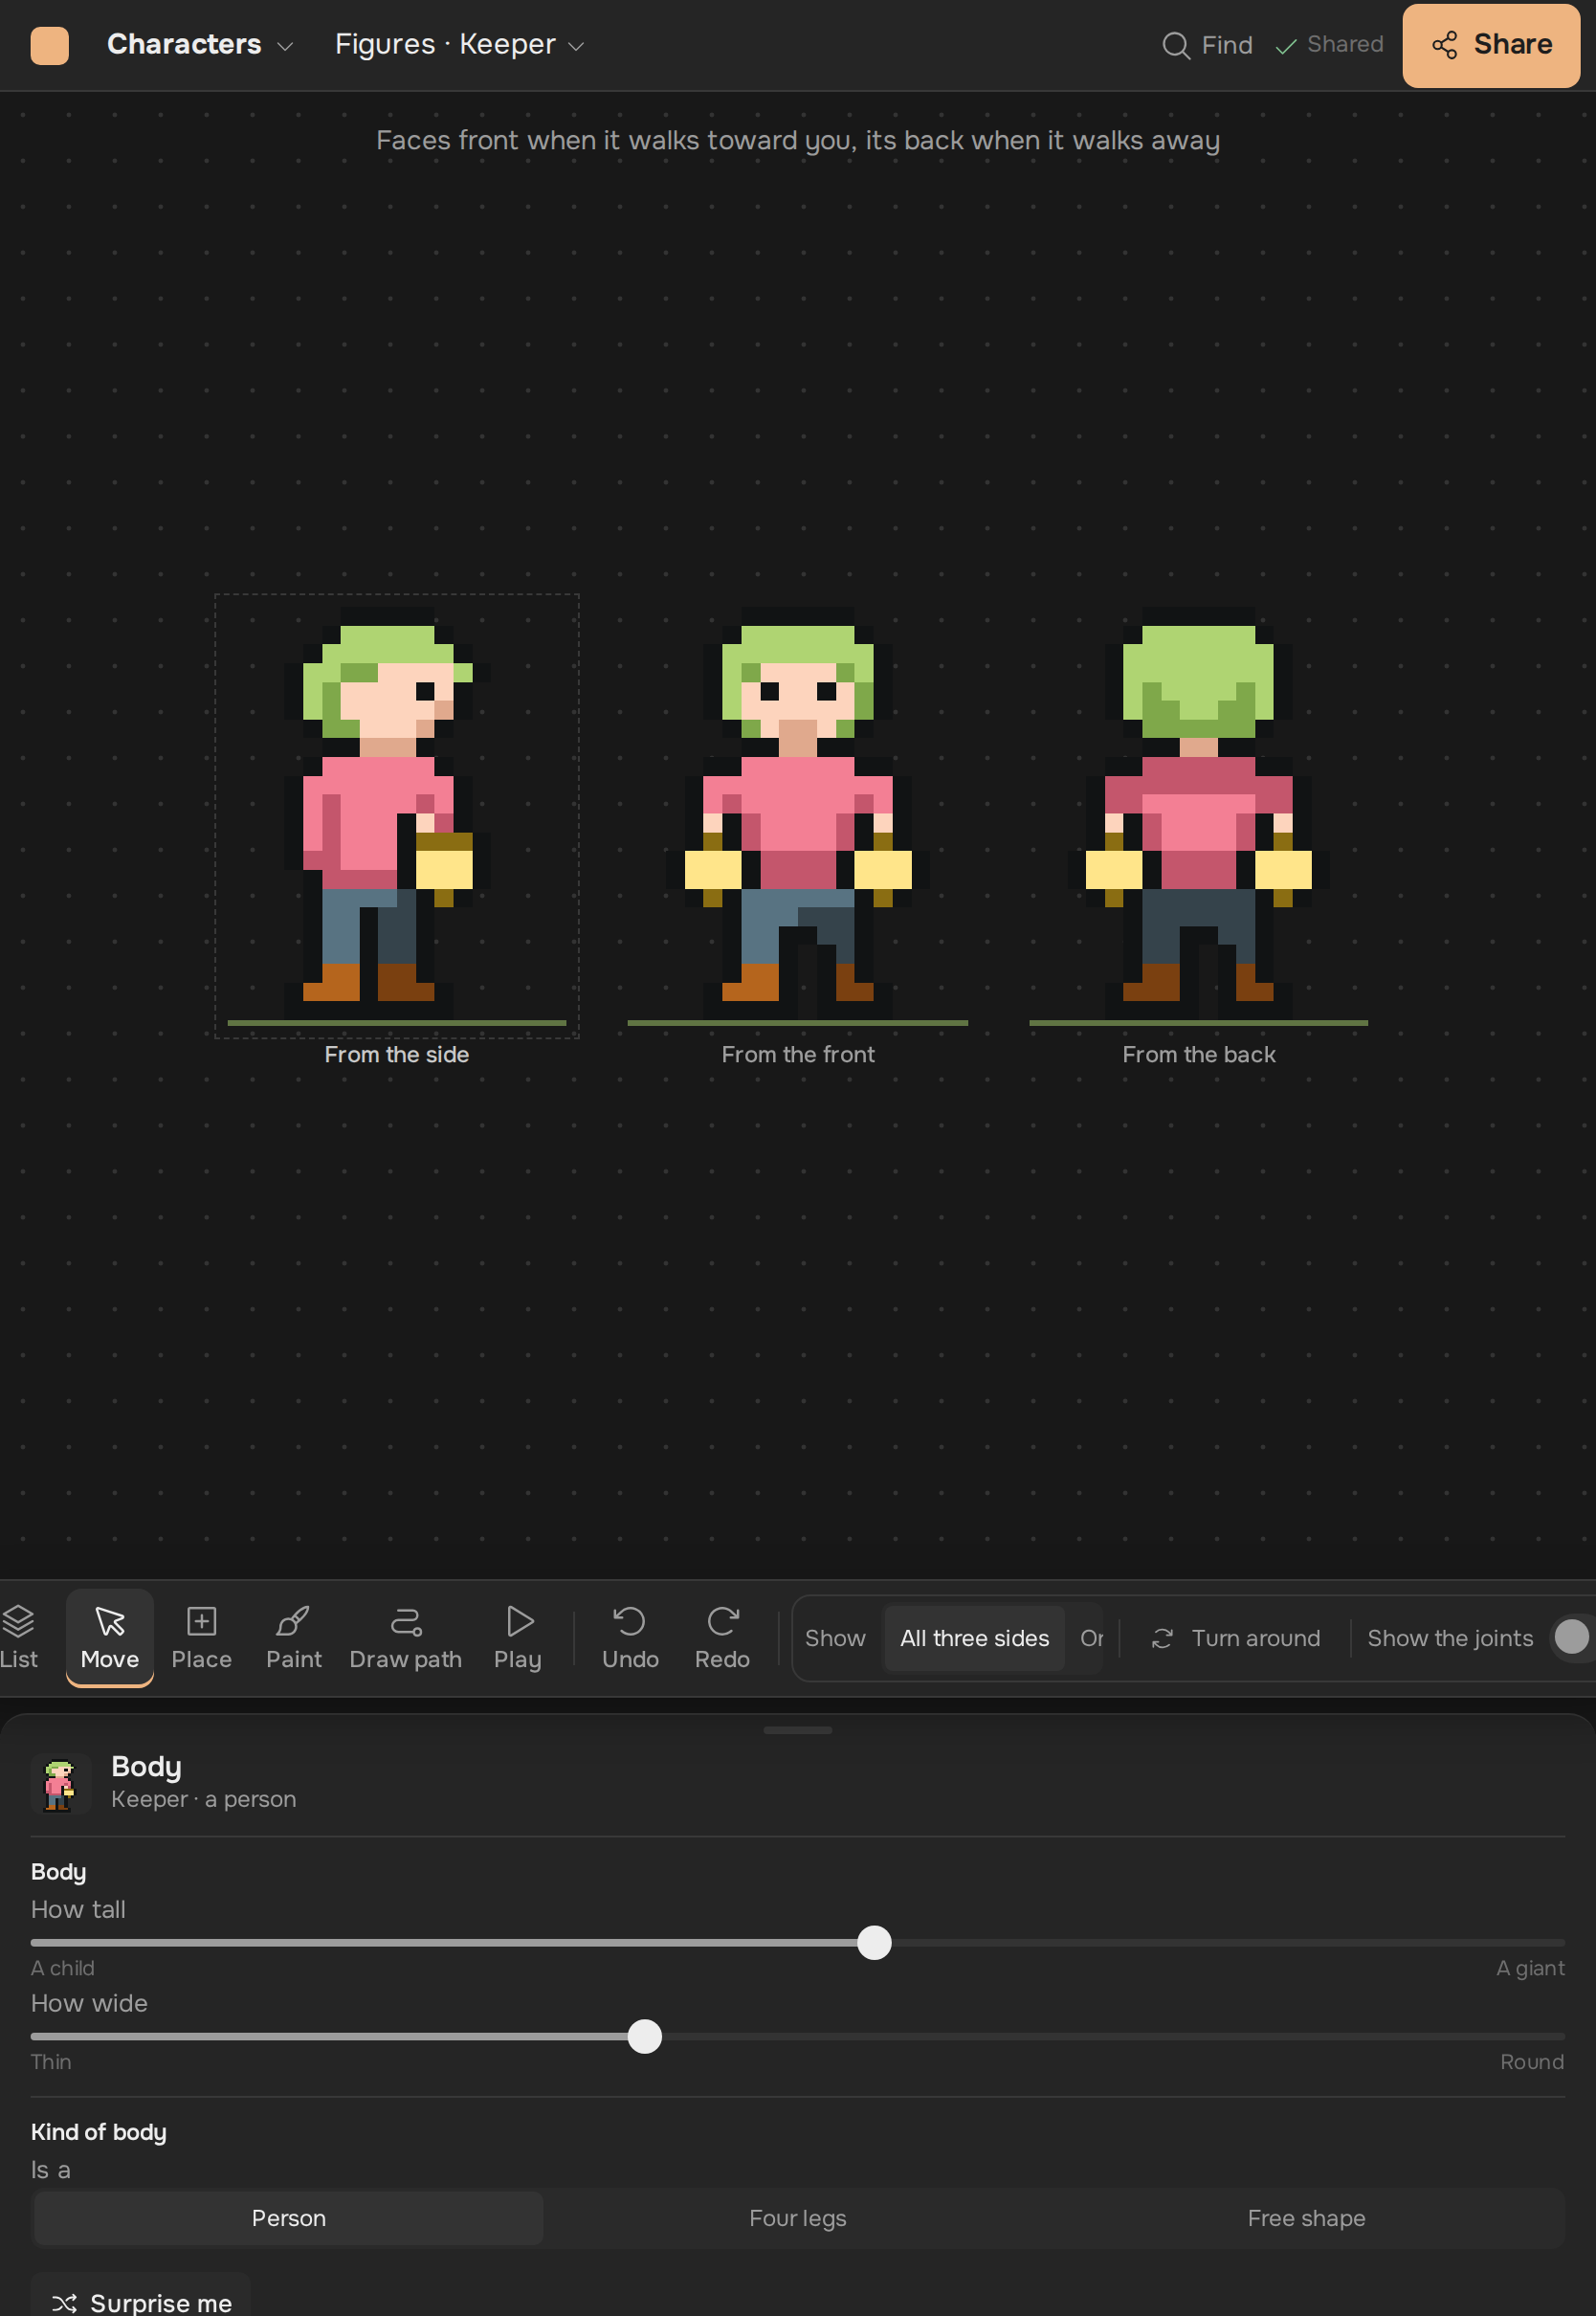 Characters
Figures · Keeper
Find
Shared
Share
Faces front when it walks toward you, its back when it walks away
From the side
From the front
From the back
List
Move
Place
Paint
Draw path
Play
Undo
Redo
Show
All three sides
Turn around
Show the joints
Body
Keeper · a person
Body
How tall
A child
A giant
How wide
Thin
Round
Kind of body
Is a
Person
Four legs
Free shape
Surprise me